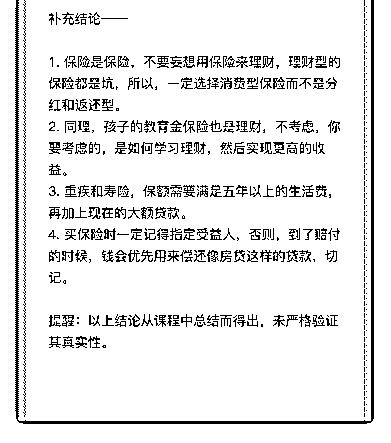 补充结论——
1. 保险是保险，不要妄想用保险来理财，理财型的
保险都是坑，所以，一定选择消费型保险而不是分
红和返还型。
2. 同理，孩子的教育金保险也是理财，不考虑，你
要考虑的，是如何学习理财，然后实现更高的收
益。
3. 重疾和寿险，保额需要满足五年以上的生活费，
再加上现在的大额贷款。
4. 买保险时一定记得指定受益人，否则，到了赔付
的时候，钱会优先用来偿还像房贷这样的贷款，切
记。
提醒：以上结论从课程中总结而得出，未严格验证
其真实性。